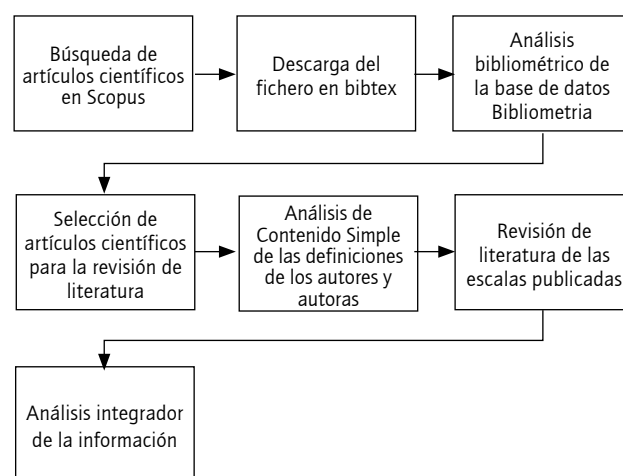 Búsqueda de
artículos científicos
en Scopus
Descarga del
fichero en bibtex
Análisis
bibliométrico de
la base de datos
Bibliometria
Selección de
artículos científicos
para la revisión de
literatura
Análisis de
Contenido Simple
de las definiciones
de los autores y
autoras
Revisión de
literatura de las
escalas publicadas
Análisis integrador
de la información